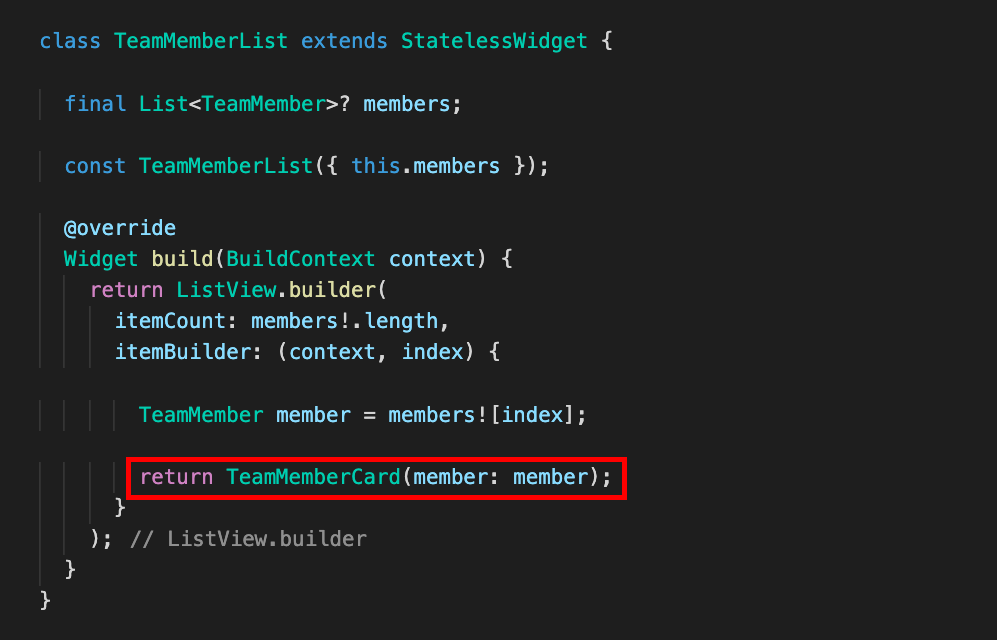 class TeamMemberList extends StatelessWidget {
final List<TeamMember>? members;
const TeamMemberList({ this.members });
@override
Widget build(BuildContext context) {
return ListView.builder(
itemCount: members!.length,
itemBuilder: (context, index) {
TeamMember member = members![index];
return TeamMemberCard(member: member);
}
); // ListView.builder
}
}